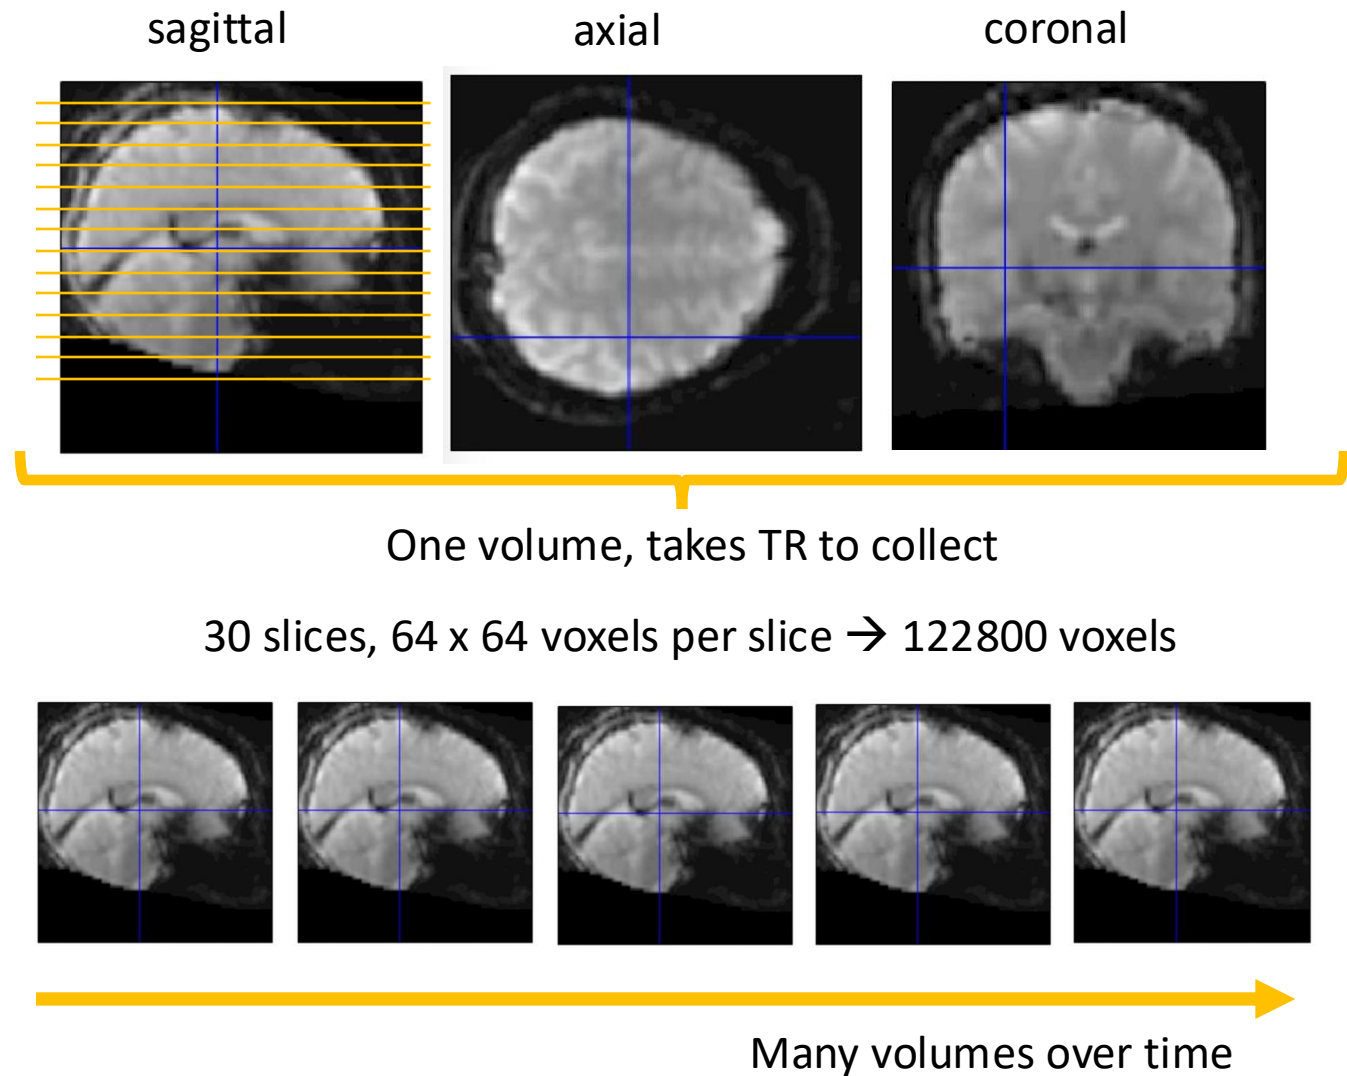 sagittal
axial
coronal
One volume, takes TR to collect
30 slices, 64 x 64 voxels per slice → 122800 voxels
Many volumes over time